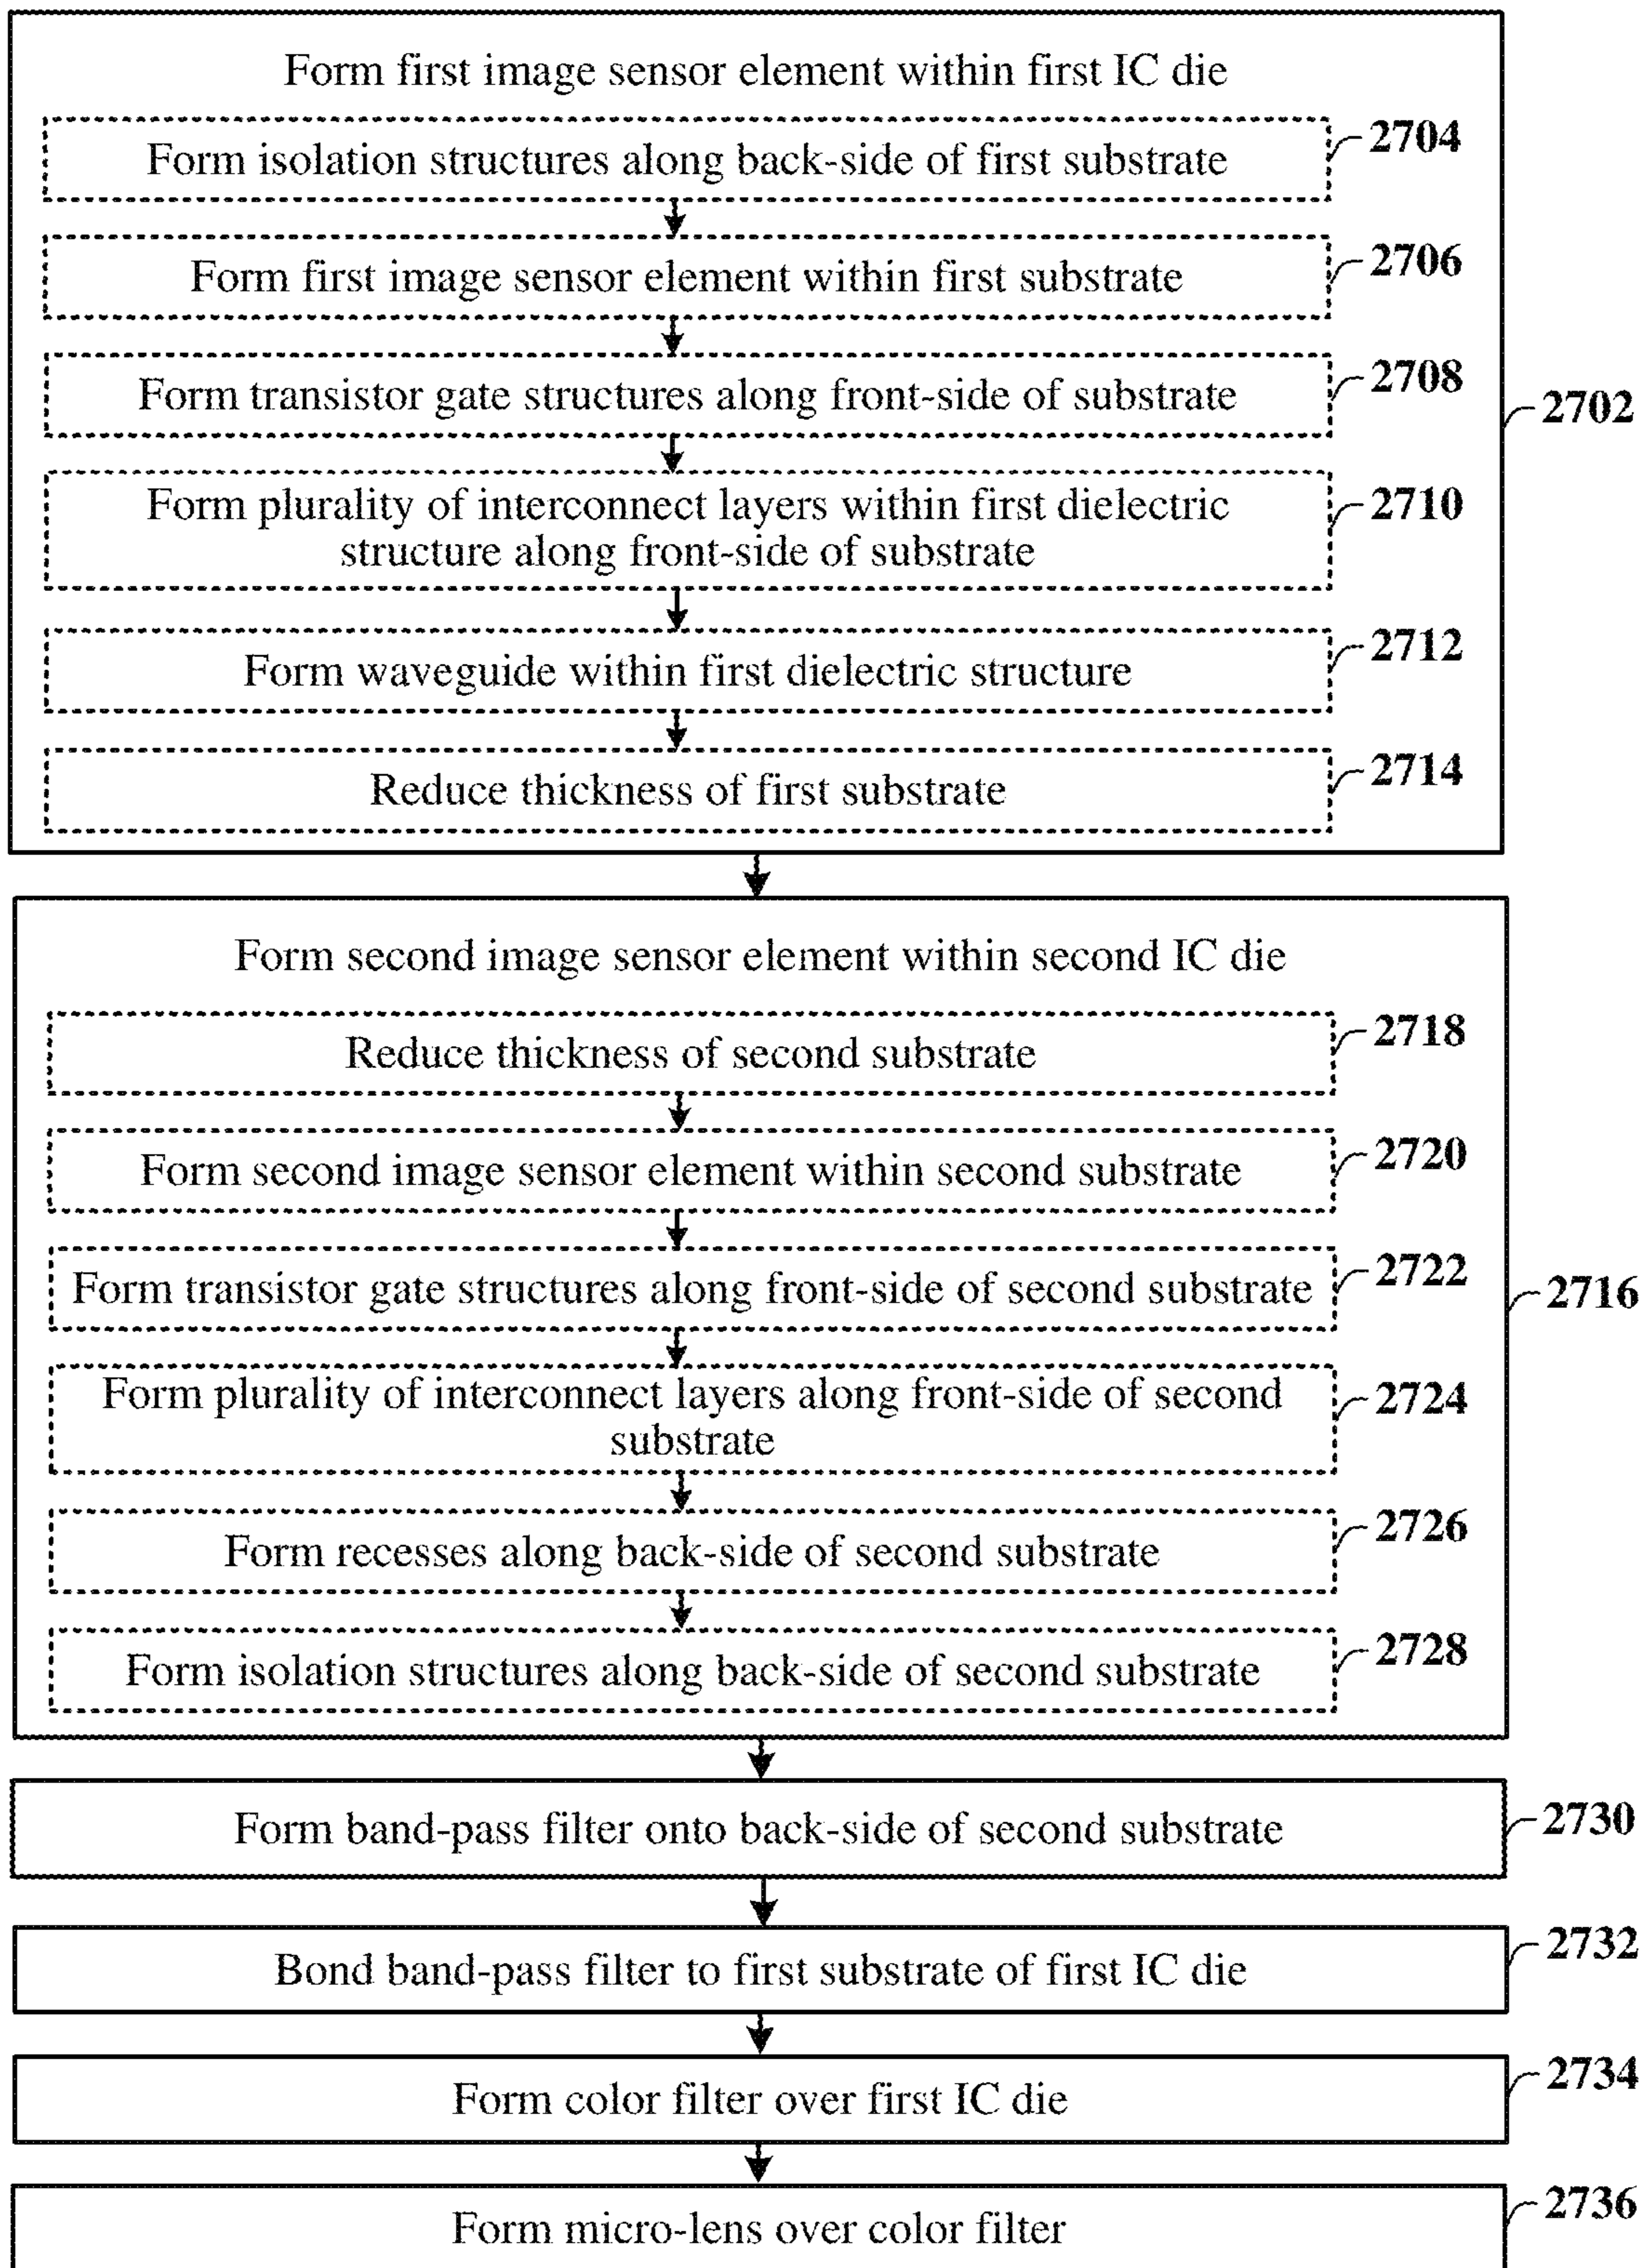 Form first image sensor element within first IC die
Form isolation structures along back-side of first substrate
2704
Form first image sensor element within first substrate
2706
Form transistor gate structures along front-side of substrate
2708
2702
Form plurality of interconnect layers within first dielectric
structure along front-side of substrate
2710
Form waveguide within first dielectric structure
2712
Reduce thickness of first substrate
2714
Form second image sensor element within second IC die
Reduce thickness of second substrate
2718
Form second image sensor element within second substrate
2720
Form transistor gate structures along front-side of second substrate
2722
2716
Form plurality of interconnect layers along front-side of second
substrate
2724
Form recesses along back-side of second substrate
2726
Form isolation structures along back-side of second substrate
2728
Form band-pass filter onto back-side of second substrate
2730
Bond band-pass filter to first substrate of first IC die
2732
Form color filter over first IC die
2734
Form micro-lens over color filter
2736